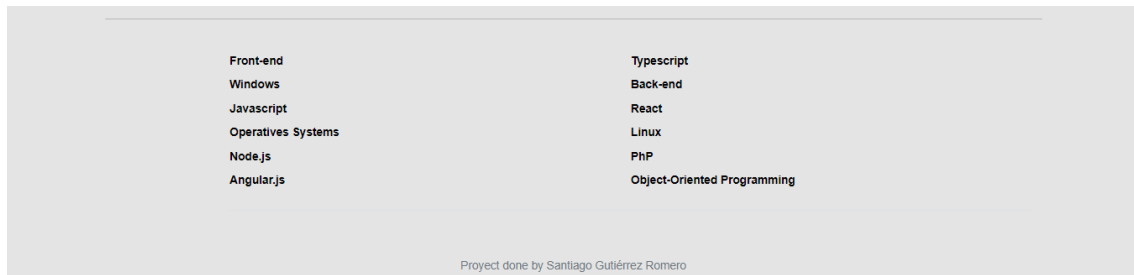 Front-end
Windows
Javascript
Operatives Systems
Node.js
Angular.js
Typescript
Back-end
React
Linux
PhP
Object-Oriented Programming
Proyect done by Santiago Gutiérrez Romero